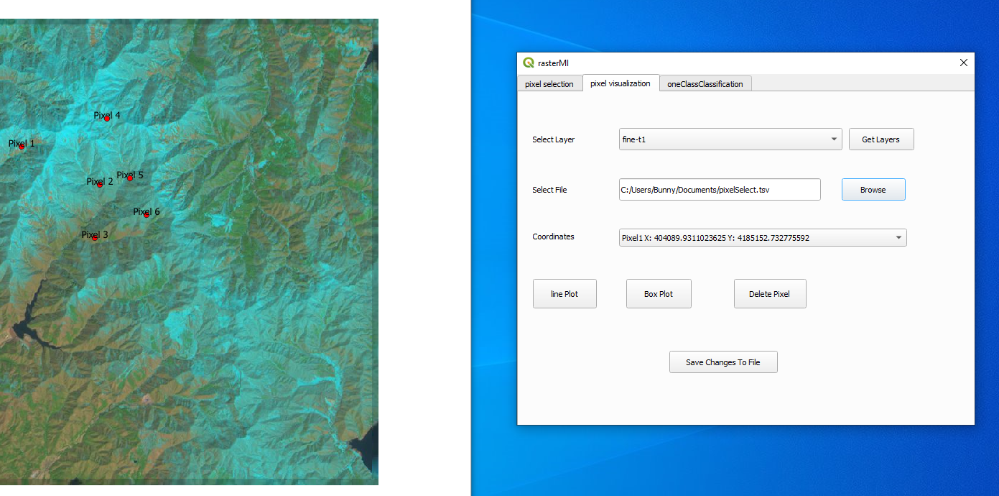 Pixel 4
Pixel 1
Pixel 5
Pixel 2
Pixel 6
Pixel 3
rasterMI
pixel selection
pixel visualization
oneClassClassification
Select Layer
fine-t1
Get Layers
Select File
C:/Users/Bunny/Documents/pixelSelect.tsv
Browse
Coordinates
Pixel1 X: 404089.9311023625 Y: 4185152.732775592
line Plot
Box Plot
Delete Pixel
Save Changes To File